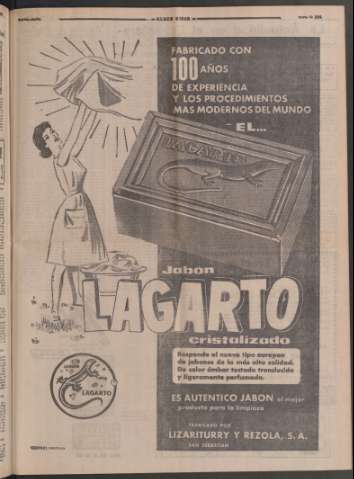 FABRICADO CON
100 AÑOS
DE EXPERIENCIA
Y LOS PROCEDIMIENTOS
MAS MODERNOS DEL MUNDO
EL...
LAGARTO
Jabon
LAGARTO
cristalizado
Responde al nuevo tipo europeo
de jabones de la más alta calidad.
De color ámbar tostado translucido
y ligeramente perfumado.
LAGARTO
ES AUTENTICO JABON el mejor
producto para la limpieza
FABRICADO POR
LIZARITURRY Y REZOLA, S.A.
SAN SEBASTIAN